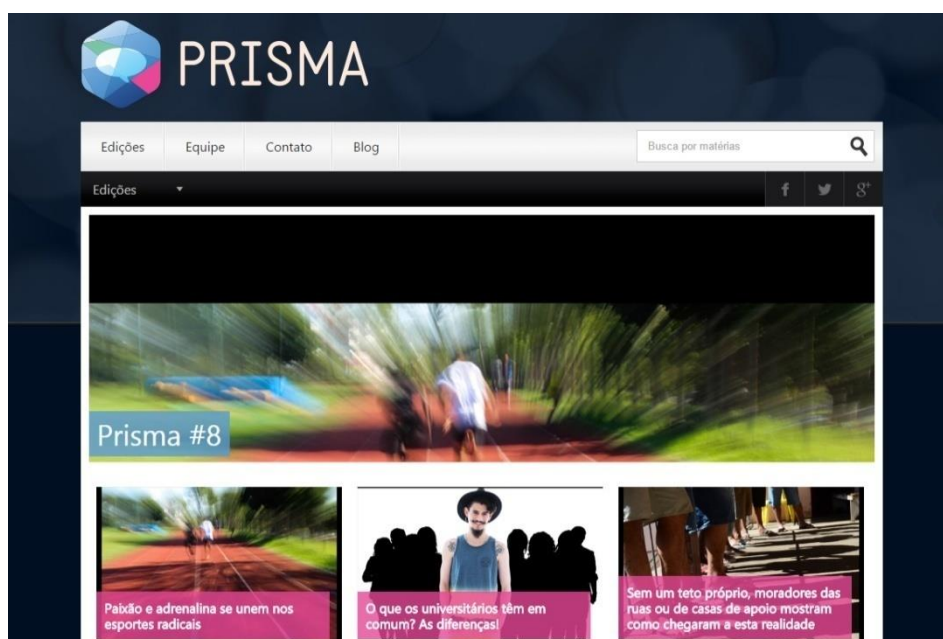 PRISMA
Edições Equipe Contato Blog Busca por matérias
Edições f g+
Prisma #8
Paixão e adrenalina se unem nos
esportes radicais
O que os universitários têm em
comum? As diferenças!
Sem um teto próprio, moradores das
ruas ou de casas de apoio mostram
como chegaram a esta realidade